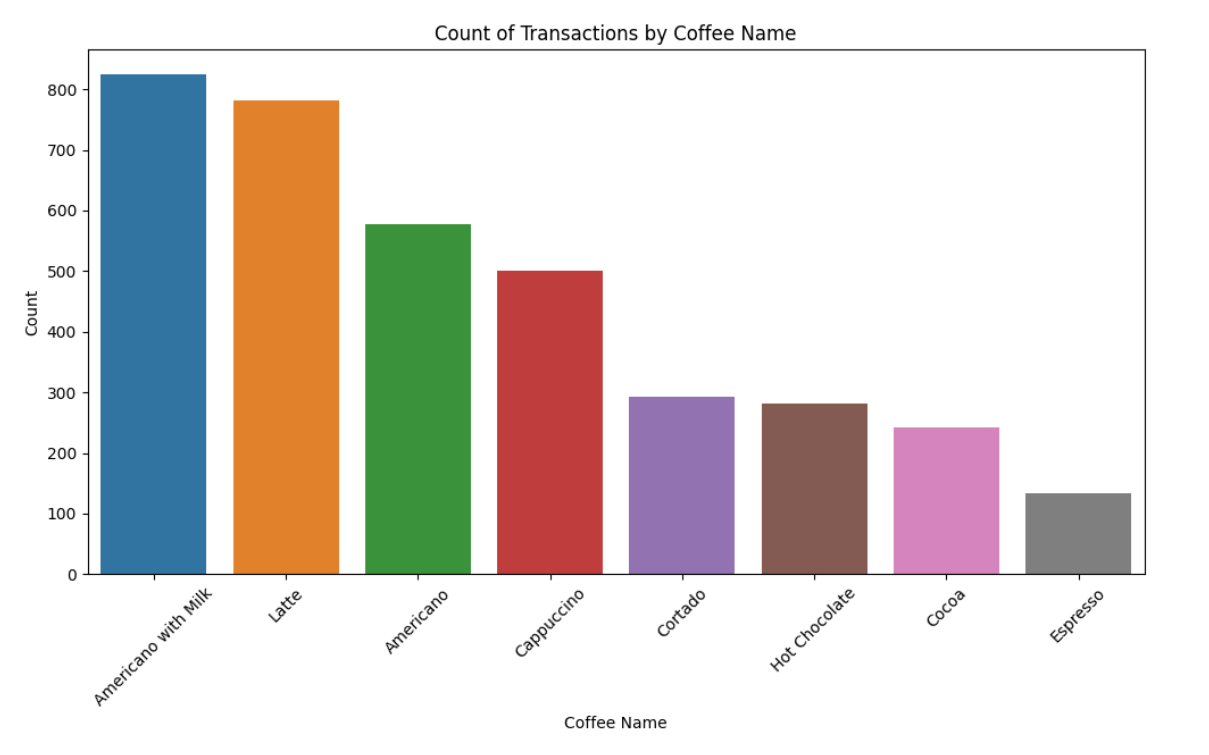 Count of Transactions by Coffee Name
800
700
600
500
400
300
200
100
0
Count
Americano with Milk
Latte
Americano
Cappuccino
Cortado
Hot Chocolate
Cocoa
Espresso
Coffee Name